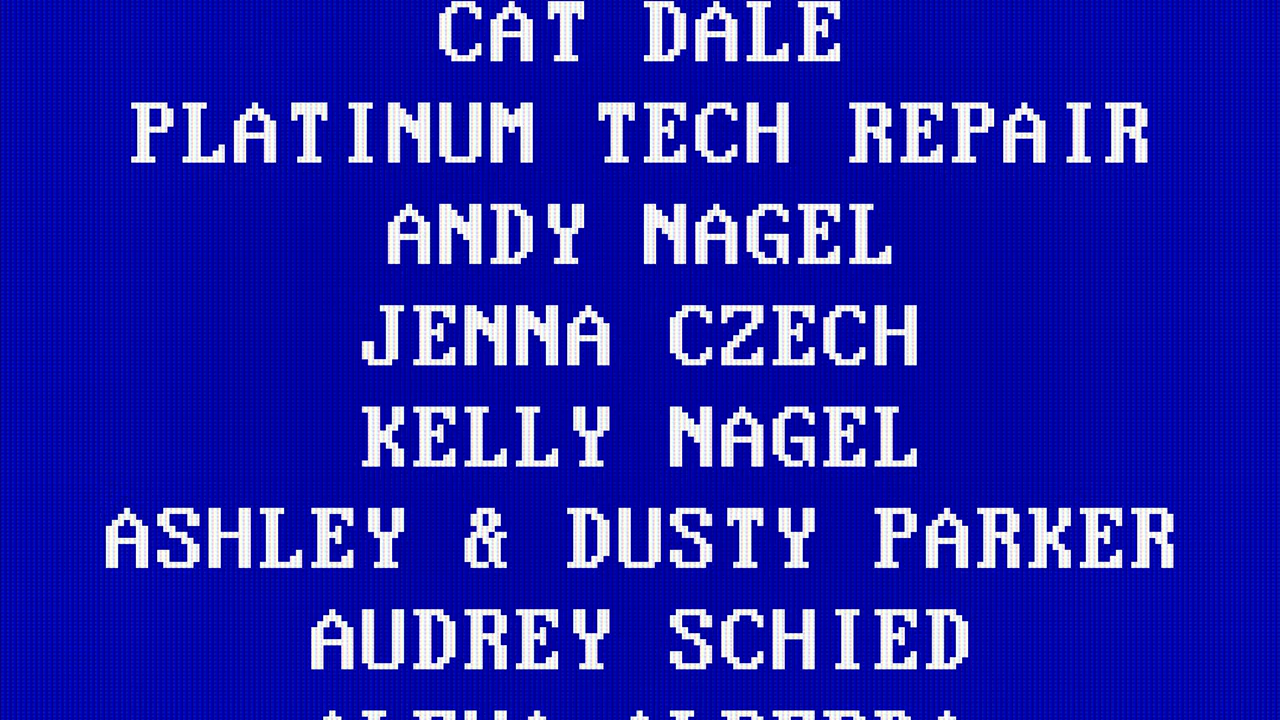 CAT DALE
PLATINUM TECH REPAIR
ANDY NAGEL
JENNA CZECH
KELLY NAGEL
ASHLEY & DUSTY PARKER
AUDREY SCHIED